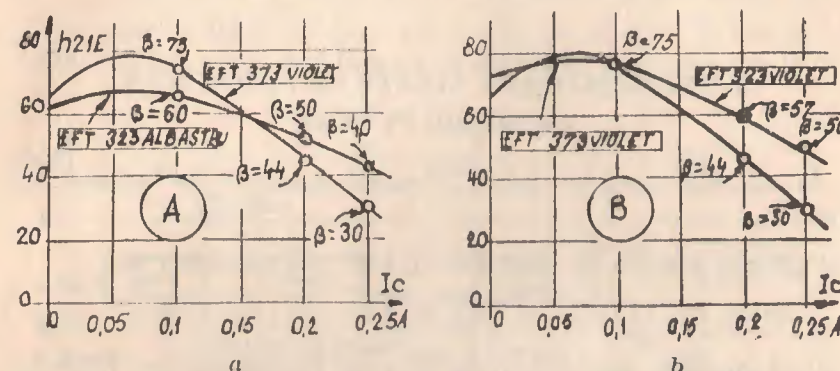 80
h21E
β=73
EFT 373 VIOLET
60
β=60
β=50
β=40
EFT 323 ALBASTRU
40
β=44
A
β=30
20
0
Ic
0
0,05
0,1
0,15
0,2
0,25A
a
80
β=75
EFT 323 VIOLET
60
β=57
β=50
EFT 373 VIOLET
40
β=44
B
β=30
20
0
Ic
0
0,05
0,1
0,15
0,2
0,25A
b